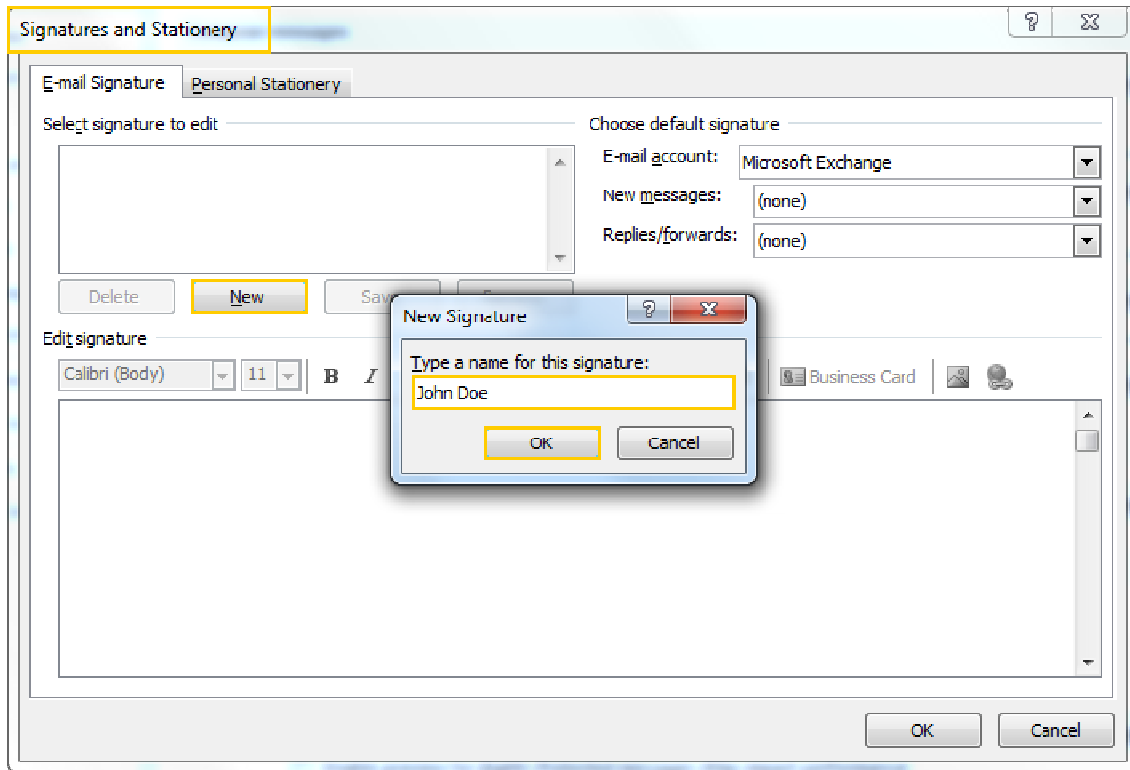 Signatures and Stationery
E-mail Signature
Personal Stationery
Select signature to edit
Choose default signature
E-mail account:
Microsoft Exchange
New messages:
(none)
Replies/forwards:
(none)
Delete
New
Sav
New Signature
Type a name for this signature:
John Doe
OK
Cancel
Edit signature
Calibri (Body)
11
B
I
Business Card
OK
Cancel